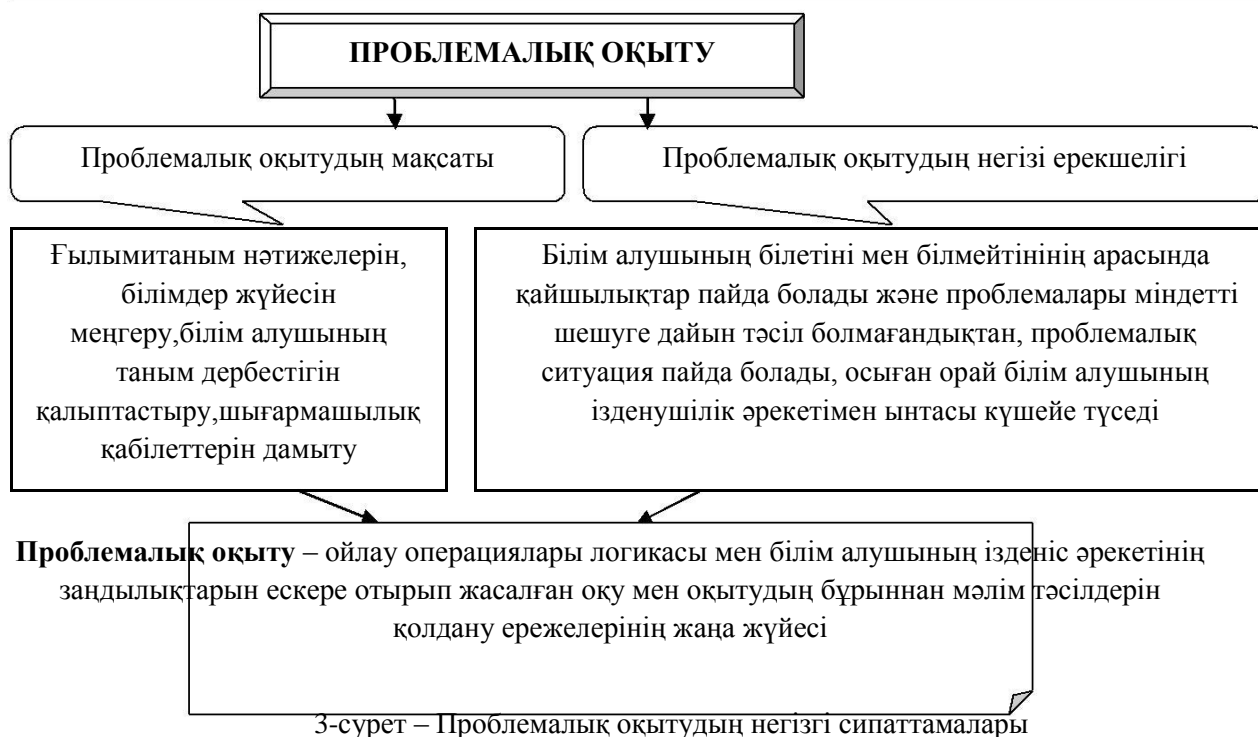 ПРОБЛЕМАЛЫҚ ОҚЫТУ
Проблемалық оқытудың мақсаты
Проблемалық оқытудың негізі ерекшелігі
Ғылымитаным нәтижелерін,
білімдер жүйесін
меңгеру,білім алушының
таным дербестігін
қалыптастыру,шығармашылық
қабілеттерін дамыту
Білім алушының білетіні мен білмейтінінің арасында
қайшылықтар пайда болады және проблемалары міндетті
шешуге дайын тәсіл болмағандықтан, проблемалық
ситуация пайда болады, осыған орай білім алушының
ізденушілік әрекетімен ынтасы күшейе түседі
Проблемалық оқыту – ойлау операциялары логикасы мен білім алушының ізденіс әрекетінің
заңдылықтарын ескере отырып жасалған оқу мен оқытудың бұрыннан мәлім тәсілдерін
қолдану ережелерінің жаңа жүйесі
3-сурет – Проблемалық оқытудың негізгі сипаттамалары